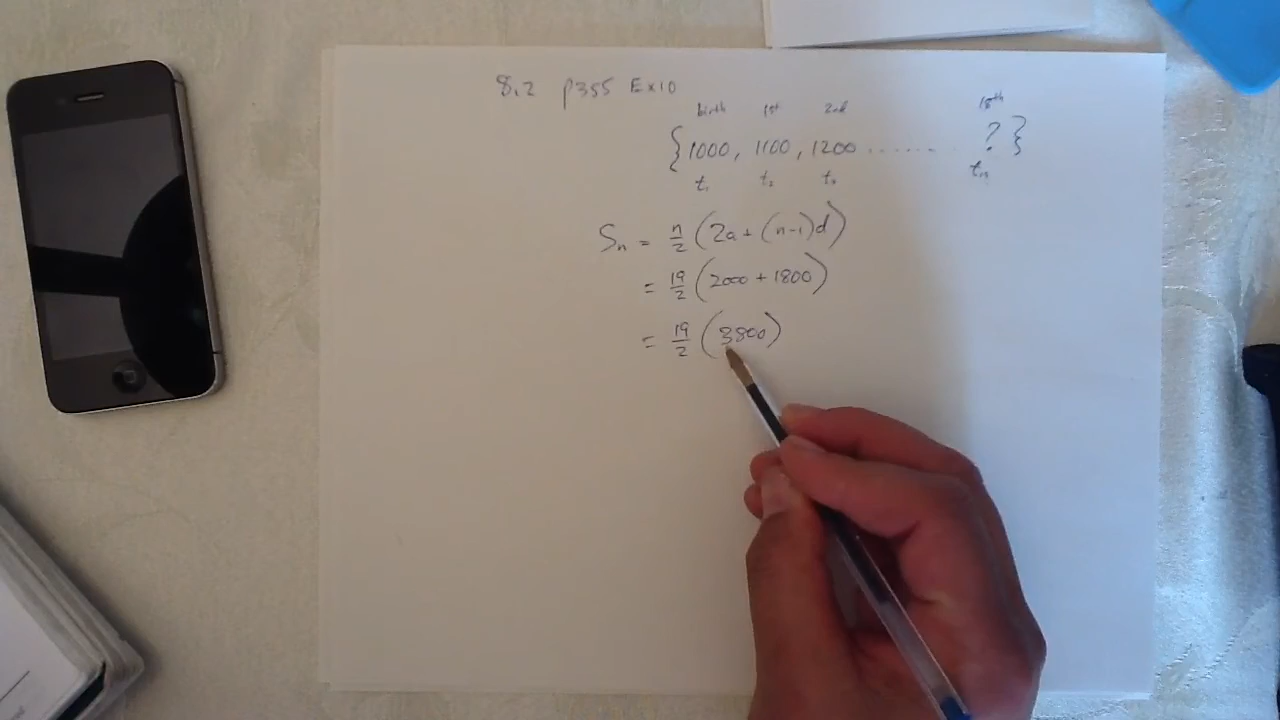 8.2 p355 Ex10
birth 1st 2nd 18th
{1000, 1100, 1200 ....... ? }
t₁ t₂ t₃ t₁₉
Sn = n/2 (2a + (n-1)d)
= 19/2 (2000 + 1800)
= 19/2 (3800)